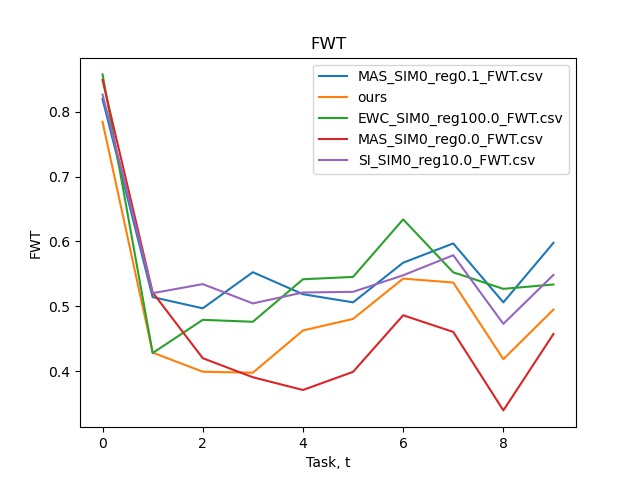 FWT
MAS_SIM0_reg0.1_FWT.csv
ours
EWC_SIM0_reg100.0_FWT.csv
MAS_SIM0_reg0.0_FWT.csv
SI_SIM0_reg10.0_FWT.csv
0.8
0.7
0.6
0.5
0.4
FWT
0 2 4 6 8
Task, t